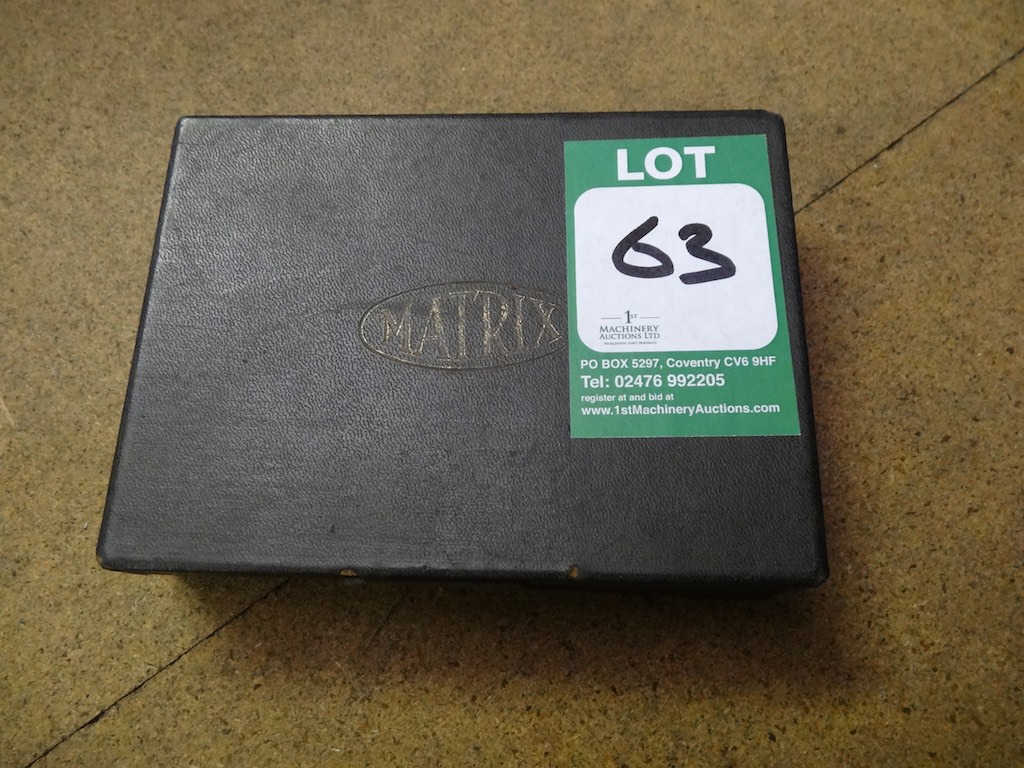 MATRIX
LOT
63
1ST
MACHINERY
AUCTIONS LTD
PO BOX 5297, Coventry CV6 9HF
Tel: 02476 992205
register at and bid at
www.1stMachineryAuctions.com